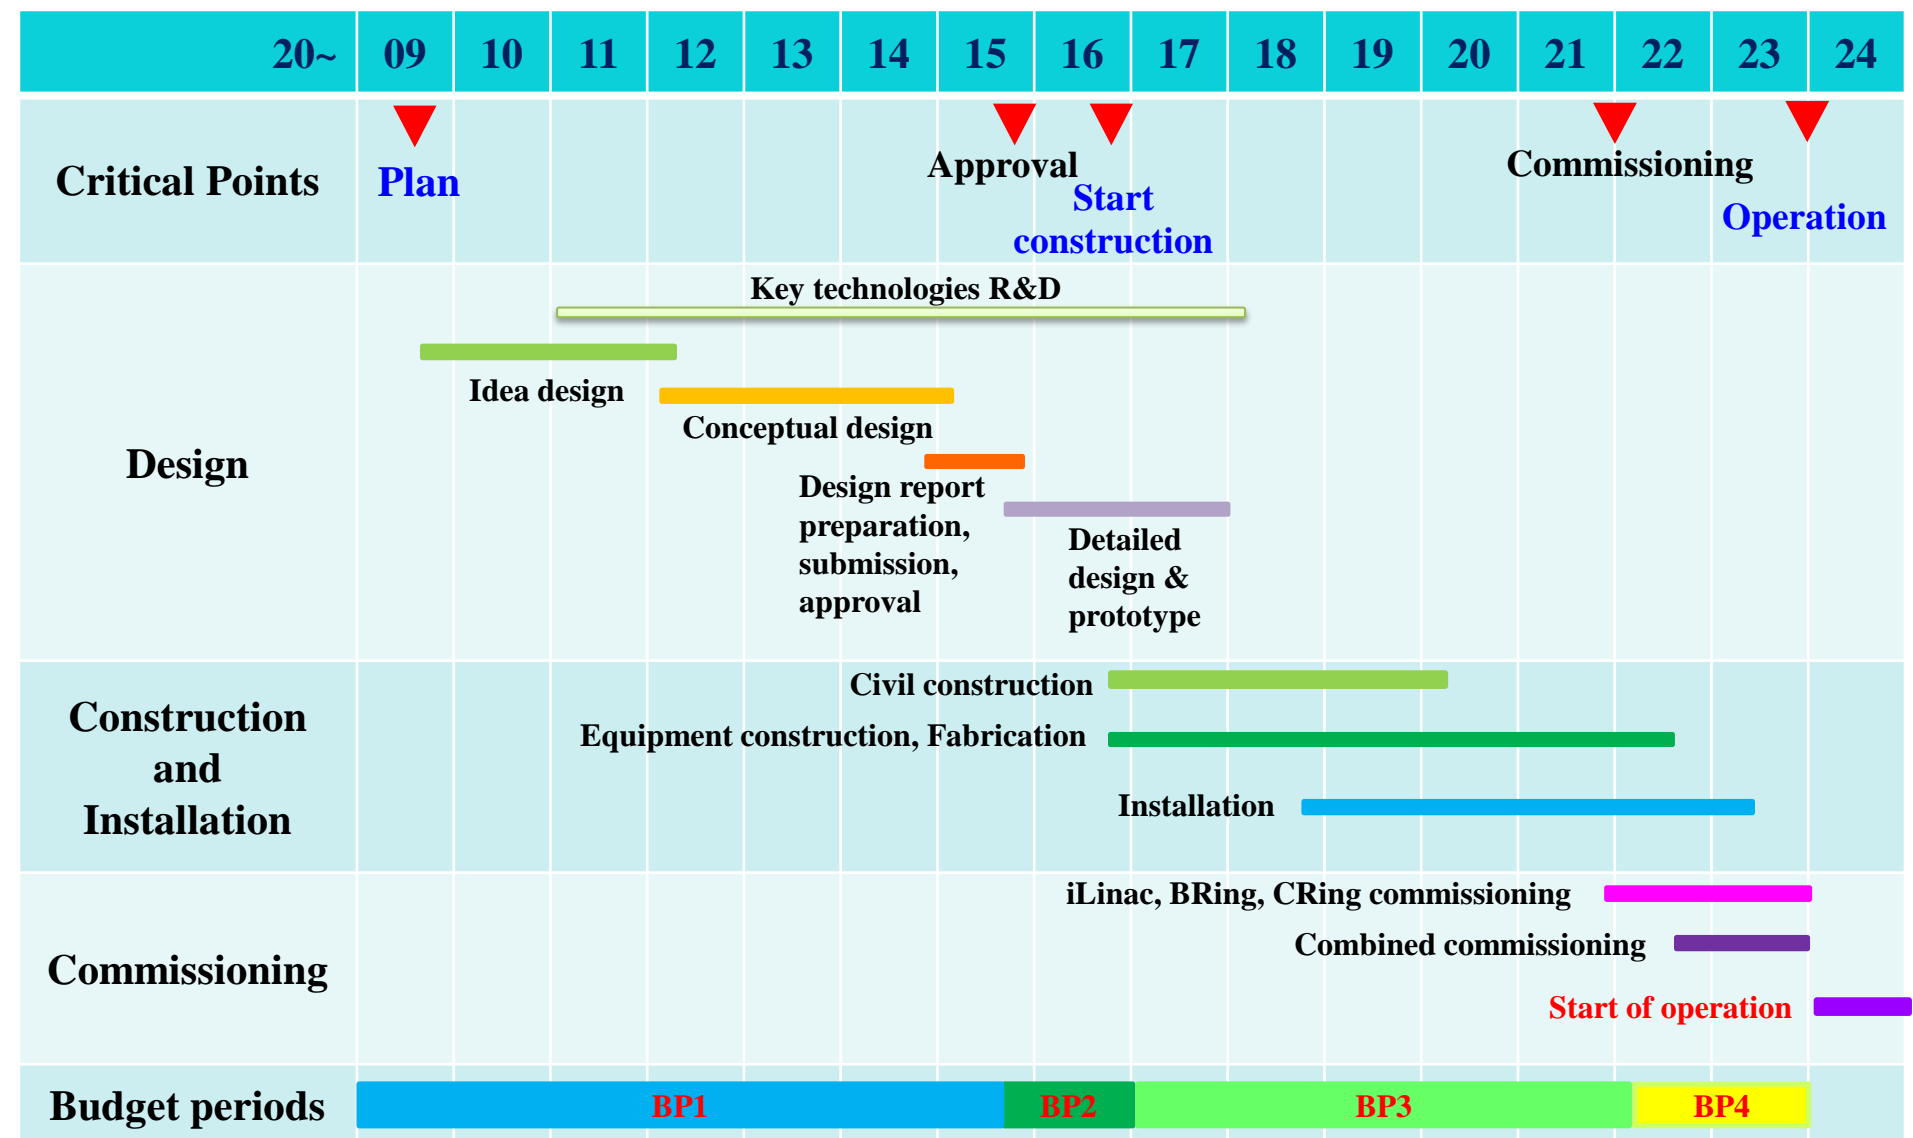 20~ 09 10 11 12 13 14 15 16 17 18 19 20 21 22 23 24
Critical Points
Plan
Approval
Start
construction
Commissioning
Operation
Design
Key technologies R&D
Idea design
Conceptual design
Design report
preparation,
submission,
approval
Detailed
design &
prototype
Construction
and
Installation
Civil construction
Equipment construction, Fabrication
Installation
Commissioning
iLinac, BRing, CRing commissioning
Combined commissioning
Start of operation
Budget periods BP1 BP2 BP3 BP4